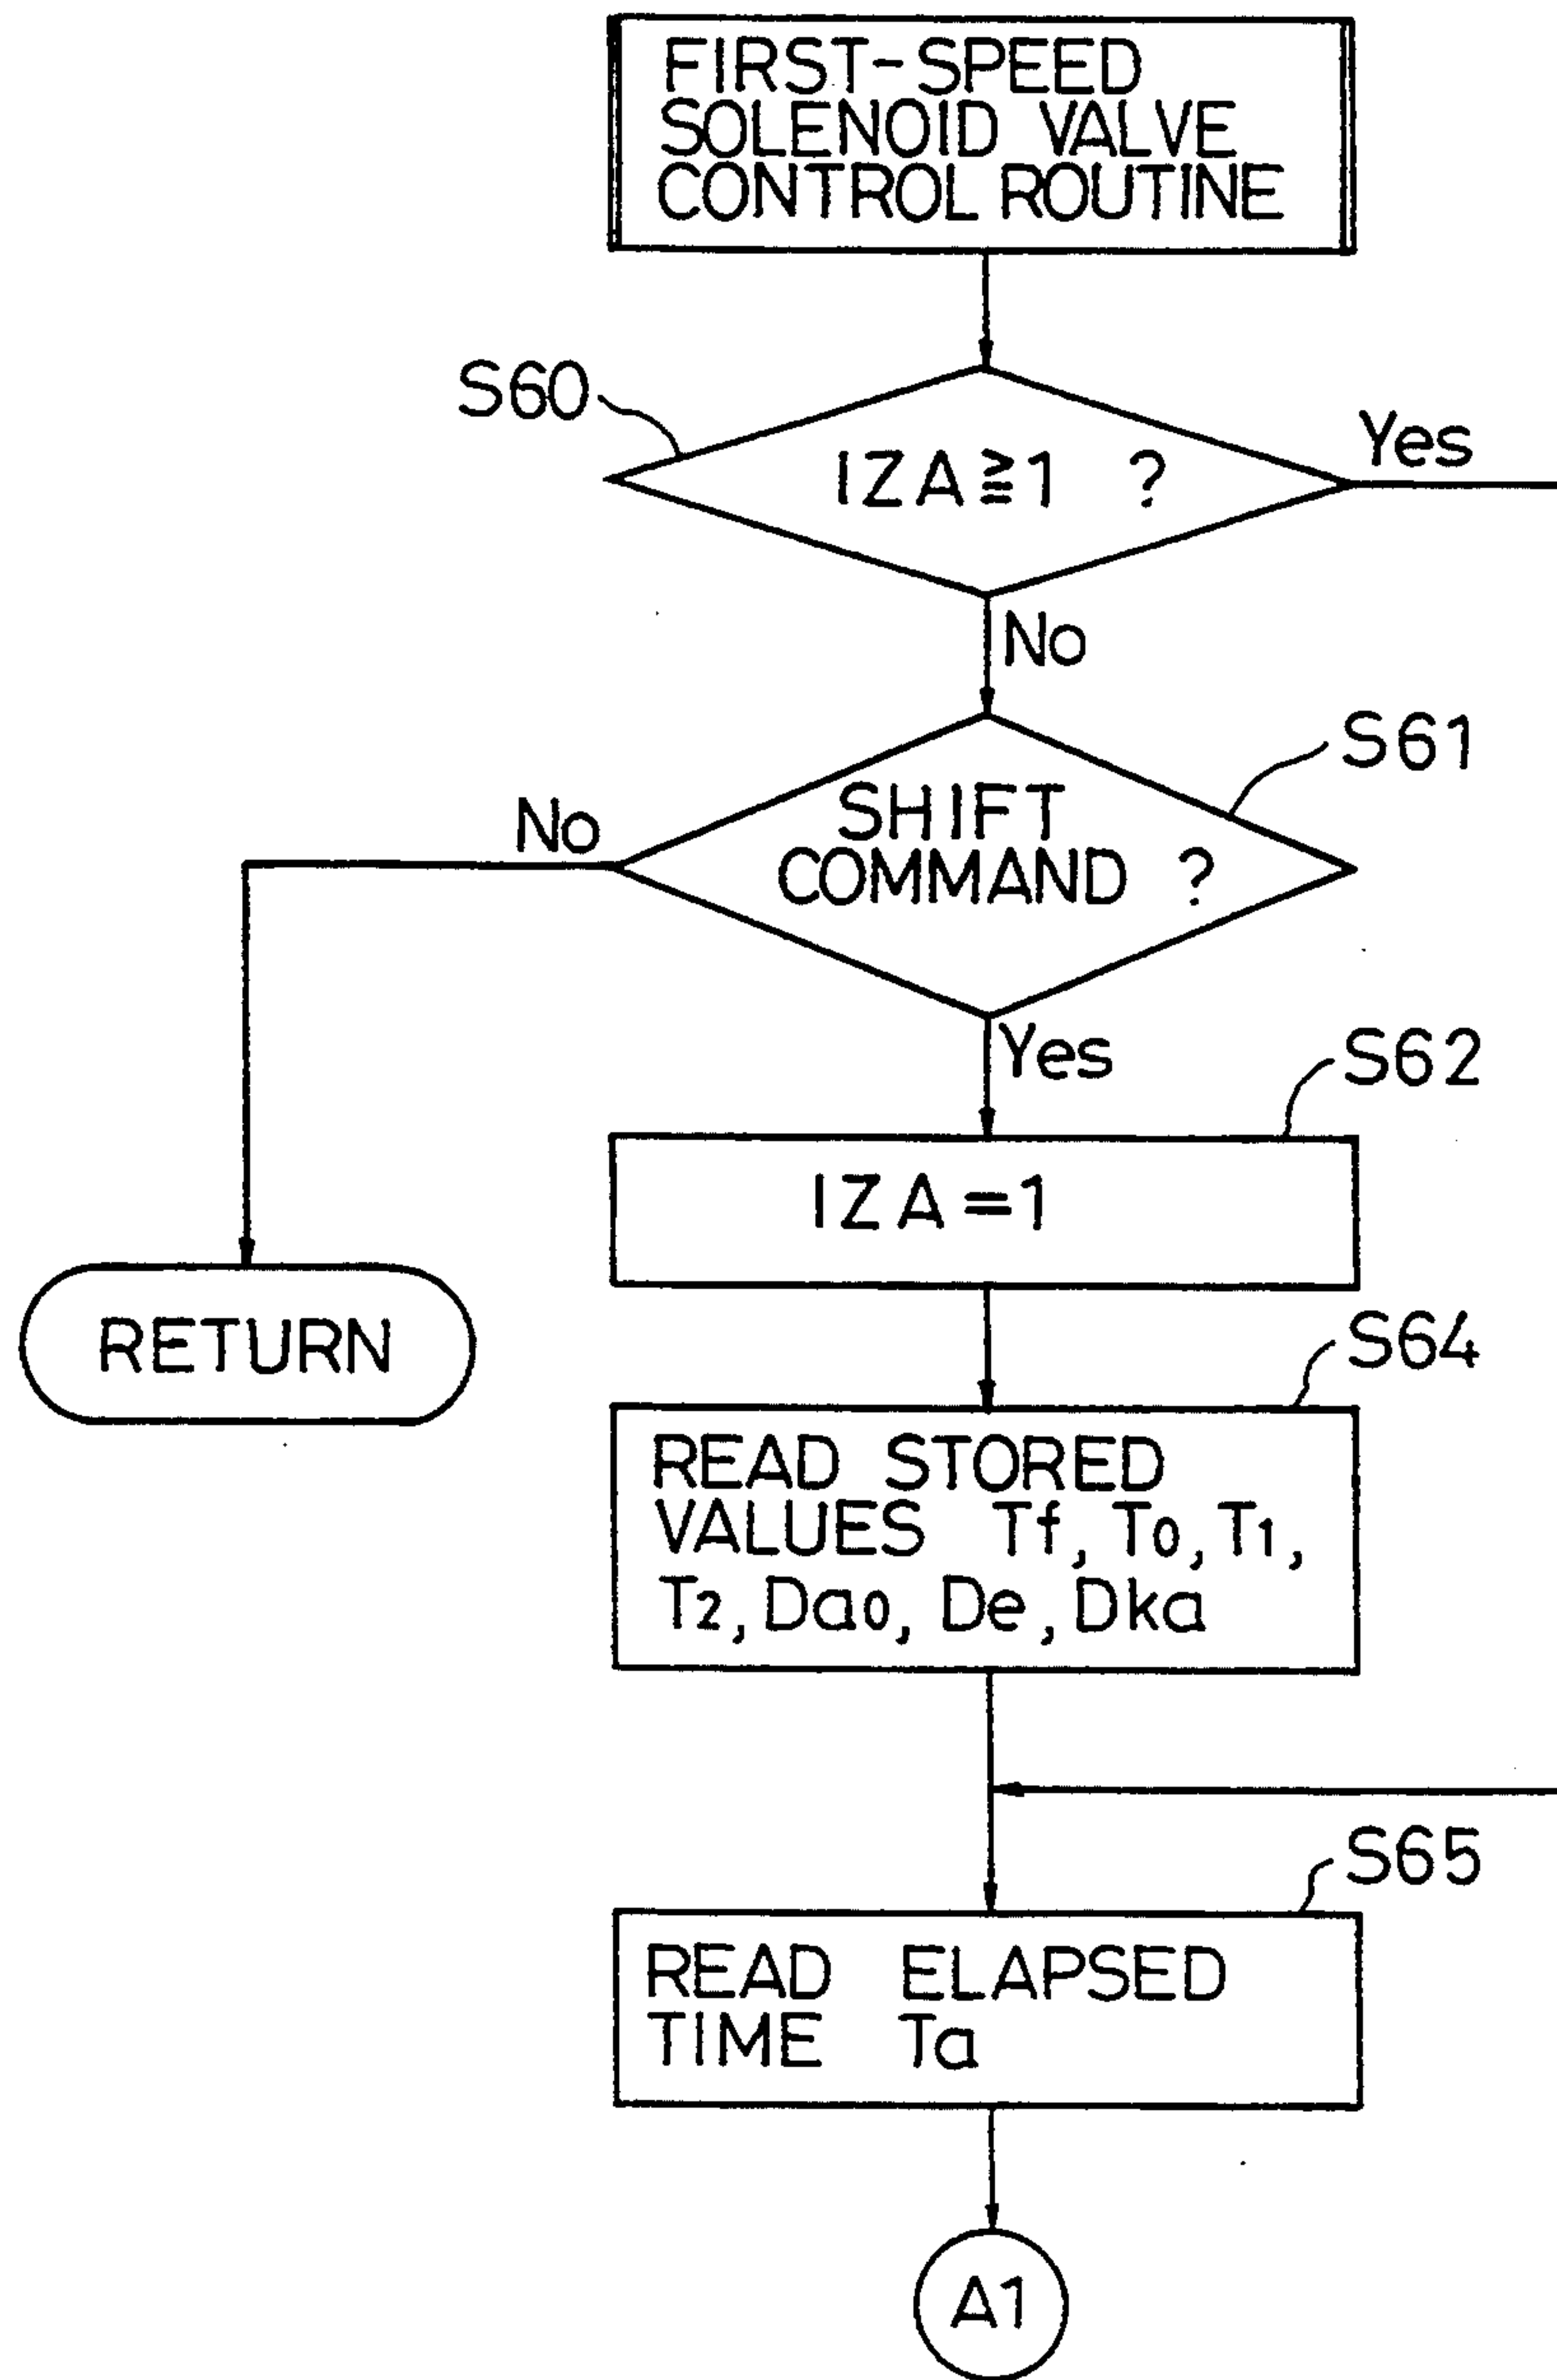 FIRST-SPEED
SOLENOID VALVE
CONTROL ROUTINE
S60
IZA≧1 ?
Yes
No
S61
SHIFT
COMMAND ?
No
Yes
S62
IZA=1
RETURN
S64
READ STORED
VALUES Tf, T0, T1,
T2, Da0, De, Dka
S65
READ ELAPSED
TIME Ta
A1